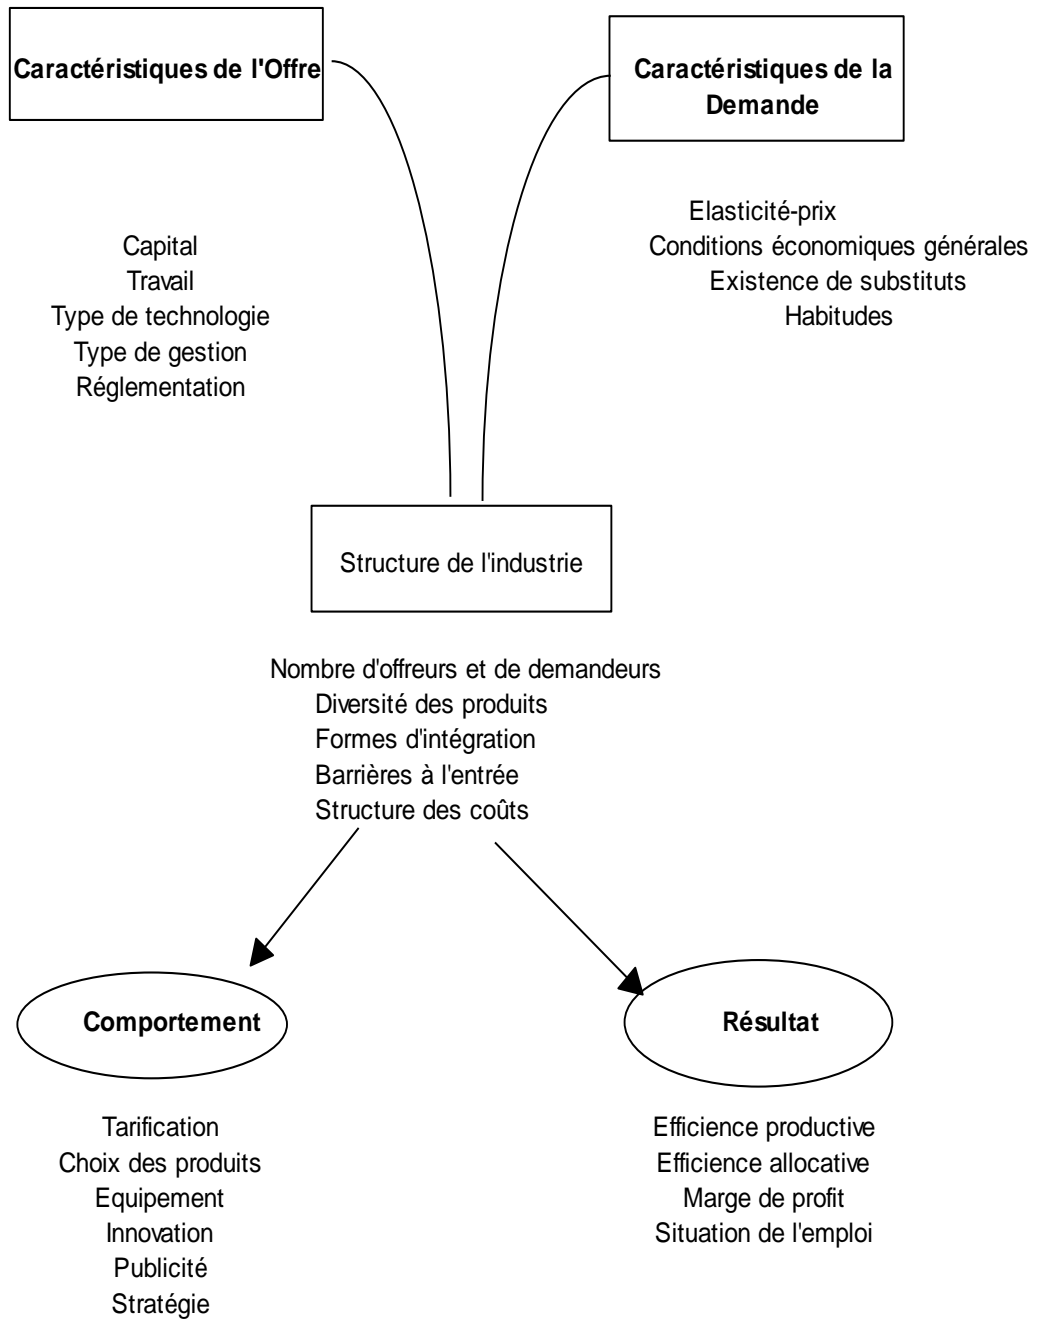 Caractéristiques de l'Offre
Caractéristiques de la
Demande
Capital
Travail
Type de technologie
Type de gestion
Réglementation
Elasticité-prix
Conditions économiques générales
Existence de substituts
Habitudes
Structure de l'industrie
Nombre d'offreurs et de demandeurs
Diversité des produits
Formes d'intégration
Barrières à l'entrée
Structure des coûts
Comportement
Tarification
Choix des produits
Equipement
Innovation
Publicité
Stratégie
Résultat
Efficience productive
Efficience allocative
Marge de profit
Situation de l'emploi